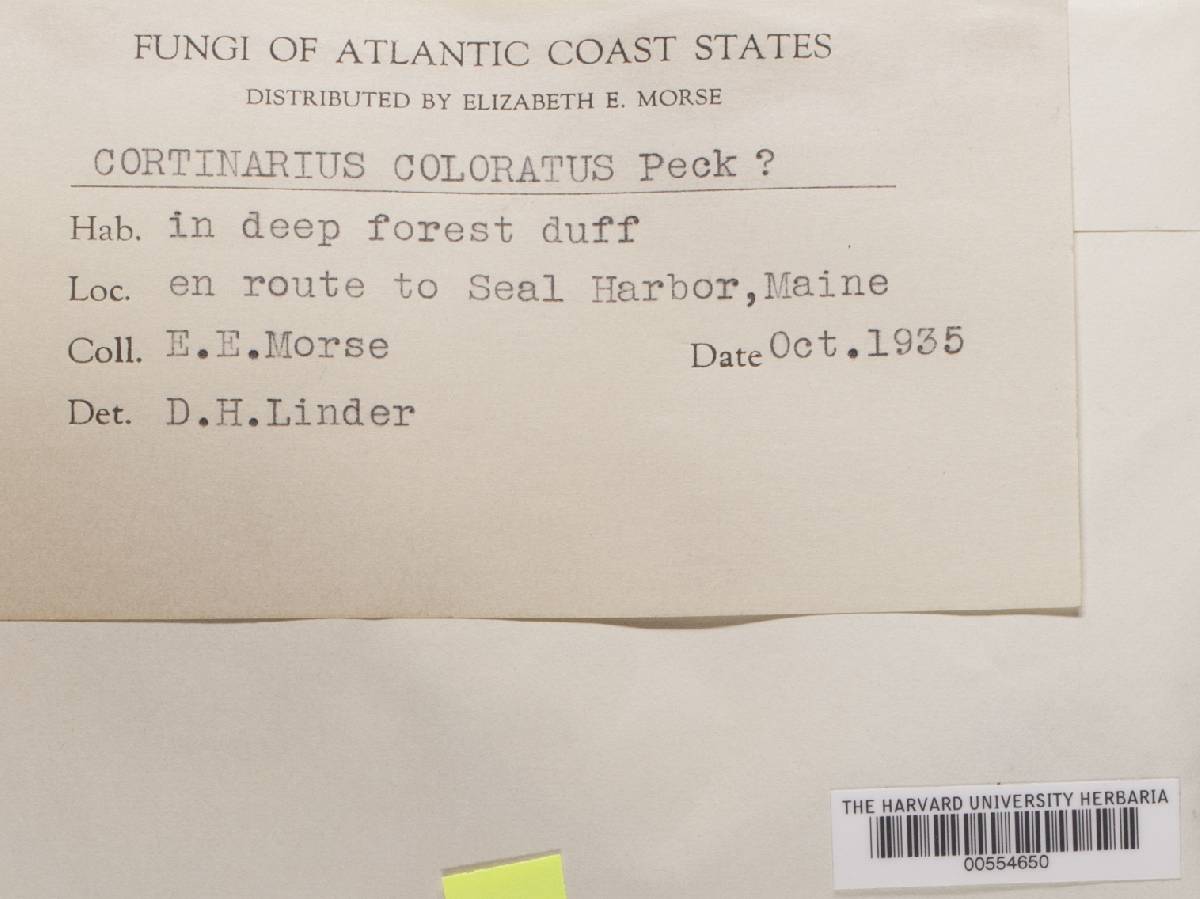 FUNGI OF ATLANTIC COAST STATES
DISTRIBUTED BY ELIZABETH E. MORSE
CORTINARIUS COLORATUS Peck ?
Hab. in deep forest duff
Loc. en route to Seal Harbor,Maine
Coll. E.E.Morse Date Oct.1935
Det. D.H.Linder
THE HARVARD UNIVERSITY HERBARIA
00554650